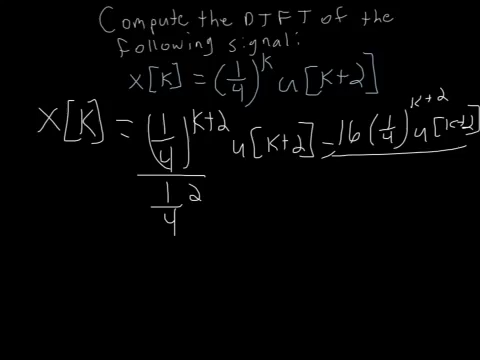 Compute the DTFT of the
following signal:
x[k] = (1/4)^k u[k+2]
x[k] = (1/4)^{k+2} / (1/4)^2 u[k+2] = 16(1/4)^{k+2} u[k+2]